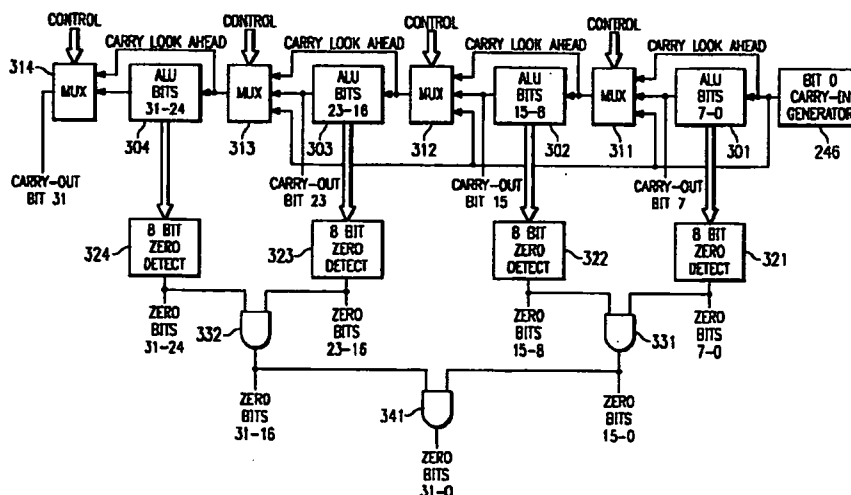 CONTROL
CONTROL
CONTROL
CONTROL
314
CARRY LOOK AHEAD
CARRY LOOK AHEAD
CARRY LOOK AHEAD
CARRY LOOK AHEAD
MUX
ALU
BITS
31-24
MUX
ALU
BITS
23-16
MUX
ALU
BITS
15-8
MUX
ALU
BITS
7-0
BIT 0
CARRY-IN
GENERATOR
304
313
303
312
302
311
301
246
CARRY-OUT
BIT 31
CARRY-OUT
BIT 23
CARRY-OUT
BIT 15
CARRY-OUT
BIT 7
324
8 BIT
ZERO
DETECT
323
8 BIT
ZERO
DETECT
8 BIT
ZERO
DETECT
322
8 BIT
ZERO
DETECT
321
332
331
ZERO
BITS
31-24
ZERO
BITS
23-16
ZERO
BITS
15-8
ZERO
BITS
7-0
ZERO
BITS
31-16
341
ZERO
BITS
15-0
ZERO
BITS
31-0